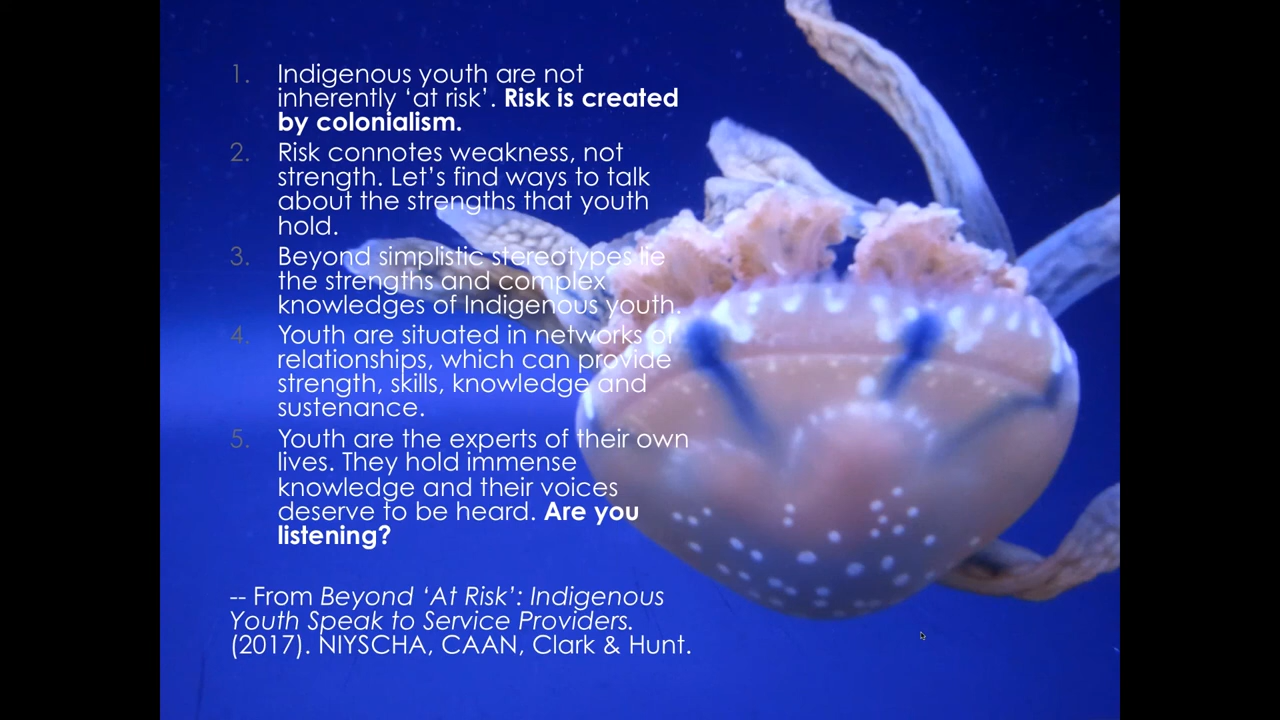 1. Indigenous youth are not
inherently ‘at risk’. Risk is created
by colonialism.
2. Risk connotes weakness, not
strength. Let’s find ways to talk
about the strengths that youth
hold.
3. Beyond simplistic stereotypes lie
the strengths and complex
knowledges of Indigenous youth.
4. Youth are situated in networks of
relationships, which can provide
strength, skills, knowledge and
sustenance.
5. Youth are the experts of their own
lives. They hold immense
knowledge and their voices
deserve to be heard. Are you
listening?
-- From Beyond ‘At Risk’: Indigenous
Youth Speak to Service Providers.
(2017). NIYSCHA, CAAN, Clark & Hunt.